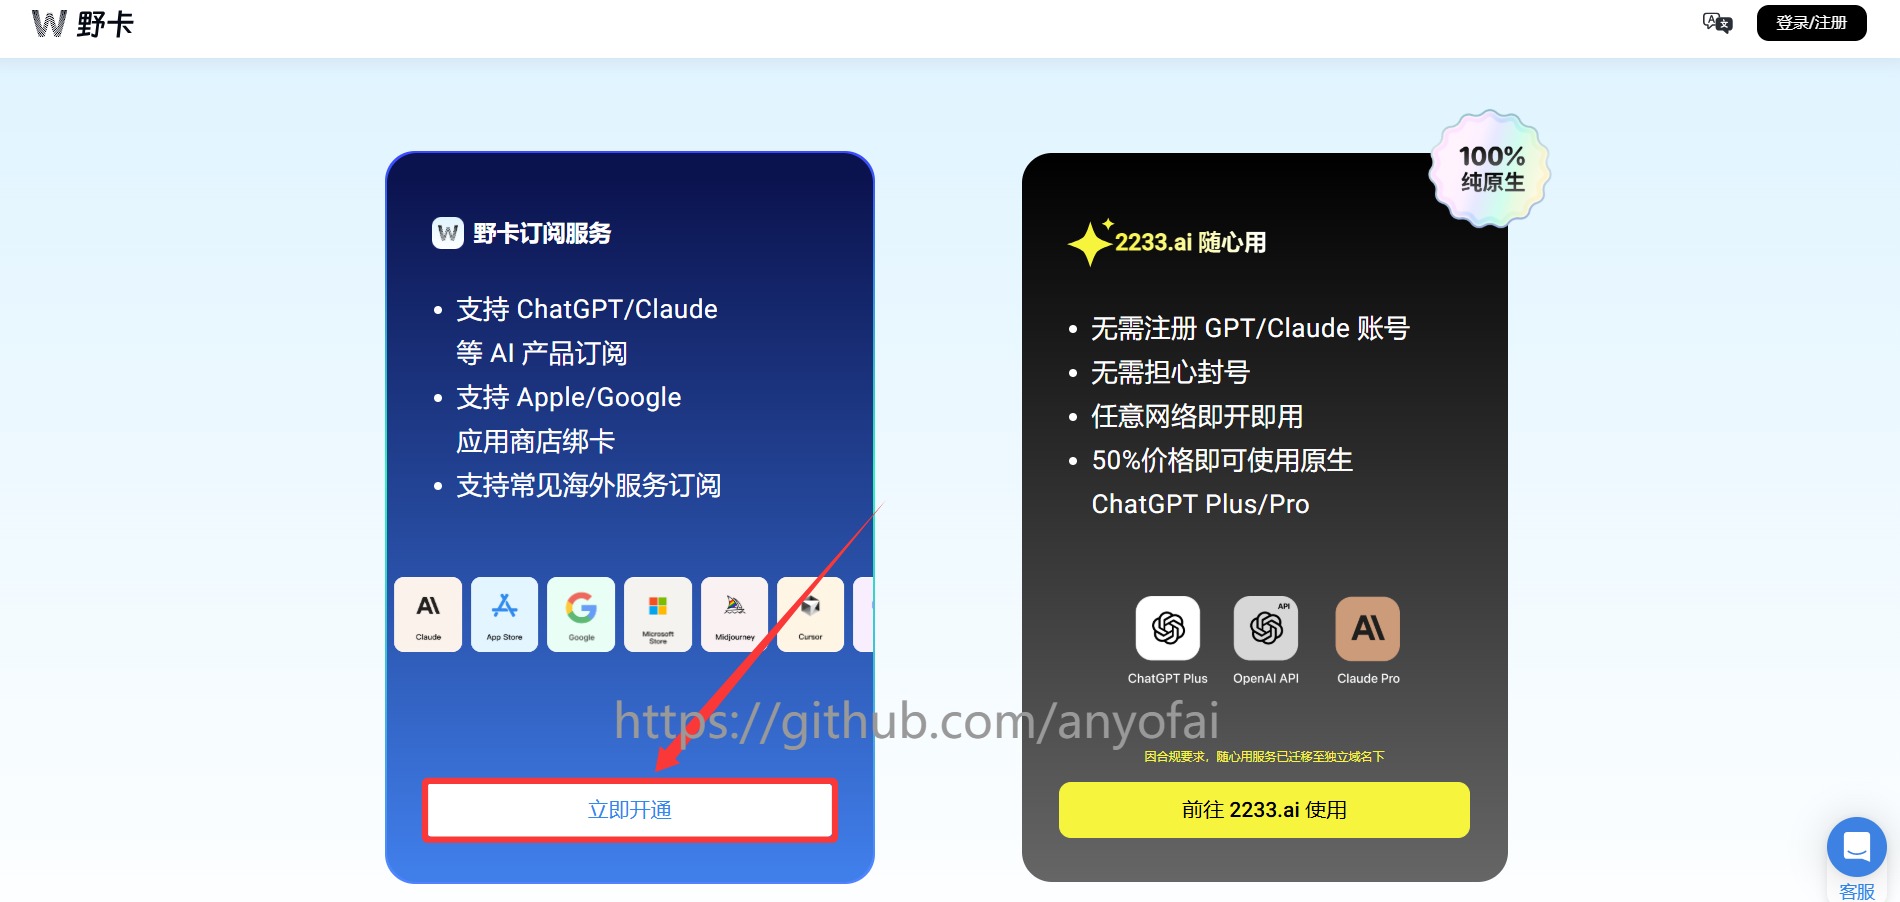 野卡
登录/注册
100%
纯原生
野卡订阅服务
支持 ChatGPT/Claude
等 AI 产品订阅
支持 Apple/Google
应用商店绑卡
支持常见海外服务订阅
Claude
App Store
Google
Microsoft
Store
Midjourney
Cursor
立即开通
2233.ai 随心用
无需注册 GPT/Claude 账号
无需担心封号
任意网络即开即用
50%价格即可使用原生
ChatGPT Plus/Pro
API
ChatGPT Plus
OpenAI API
Claude Pro
https://github.com/anyofai
因合规要求，随心用服务已迁移至独立域名下
前往 2233.ai 使用
客服